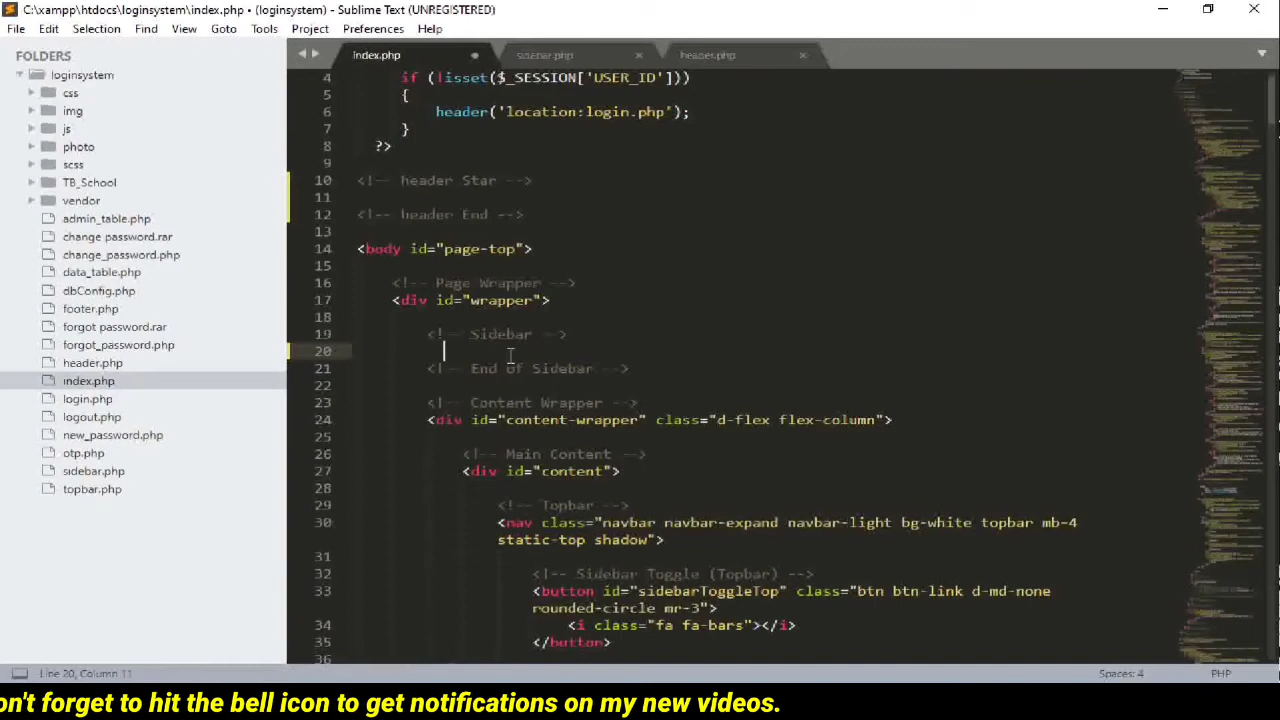 C:\xampp\htdocs\loginsystem\index.php • (loginsystem) - Sublime Text (UNREGISTERED)
File Edit Selection Find View Goto Tools Project Preferences Help
FOLDERS
loginsystem
css
img
js
photo
scss
TB_School
vendor
admin_table.php
change password.rar
change_password.php
data_table.php
dbConfig.php
footer.php
forgot password.rar
forgot_password.php
header.php
index.php
login.php
logout.php
new_password.php
otp.php
sidebar.php
topbar.php
index.php sidebar.php header.php
4 if (!isset($_SESSION['USER_ID']))
5 {
6 header('location:login.php');
7 }
8 ?>
9
10 <!-- header Star -->
11
12 <!-- header End -->
13
14 <body id="page-top">
15
16 <!-- Page Wrapper -->
17 <div id="wrapper">
18
19 <!-- Sidebar -->
20
21 <!-- End of Sidebar -->
22
23 <!-- Content Wrapper -->
24 <div id="content-wrapper" class="d-flex flex-column">
25
26 <!-- Main Content -->
27 <div id="content">
28
29 <!-- Topbar -->
30 <nav class="navbar navbar-expand navbar-light bg-white topbar mb-4
static-top shadow">
31
32 <!-- Sidebar Toggle (Topbar) -->
33 <button id="sidebarToggleTop" class="btn btn-link d-md-none
rounded-circle mr-3">
34 <i class="fa fa-bars"></i>
35 </button>
36
Line 20, Column 11 Spaces: 4 PHP
on't forget to hit the bell icon to get notifications on my new videos.